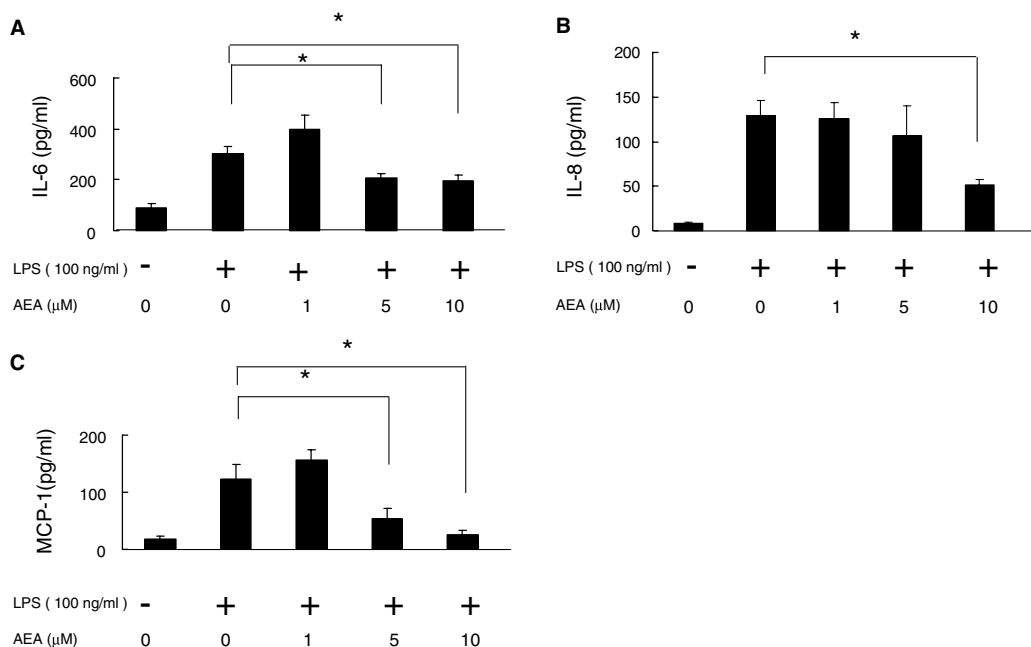 A
*
*
IL-6 (pg/ml)
600
400
200
0
LPS ( 100 ng/ml ) - + + + +
AEA (μM) 0 0 1 5 10
B
*
IL-8 (pg/ml)
200
150
100
50
0
LPS ( 100 ng/ml ) - + + + +
AEA (μM) 0 0 1 5 10
C
*
*
MCP-1(pg/ml)
200
100
0
LPS ( 100 ng/ml ) - + + + +
AEA (μM) 0 0 1 5 10